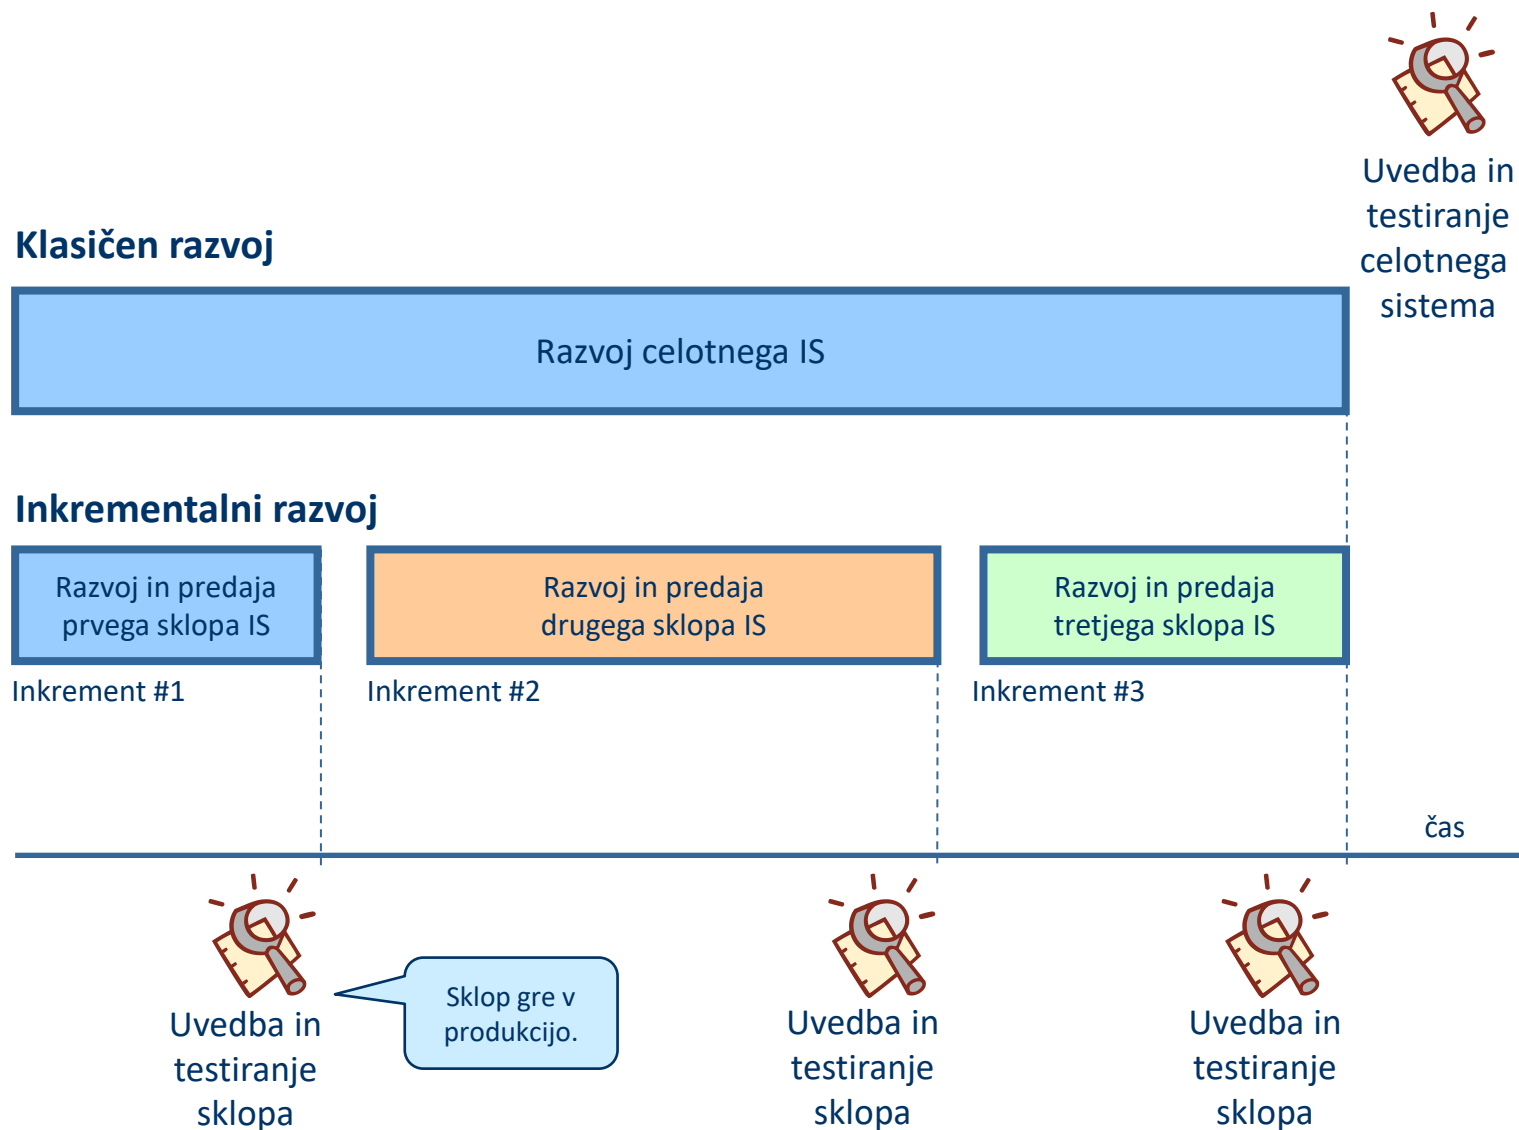 Uvedba in
testiranje
celotnega
sistema
Klasičen razvoj
Razvoj celotnega IS
Inkrementalni razvoj
Razvoj in predaja
prvega sklopa IS
Razvoj in predaja
drugega sklopa IS
Razvoj in predaja
tretjega sklopa IS
Inkrement #1
Inkrement #2
Inkrement #3
čas
Uvedba in
testiranje
sklopa
Sklop gre v
produkcijo.
Uvedba in
testiranje
sklopa
Uvedba in
testiranje
sklopa